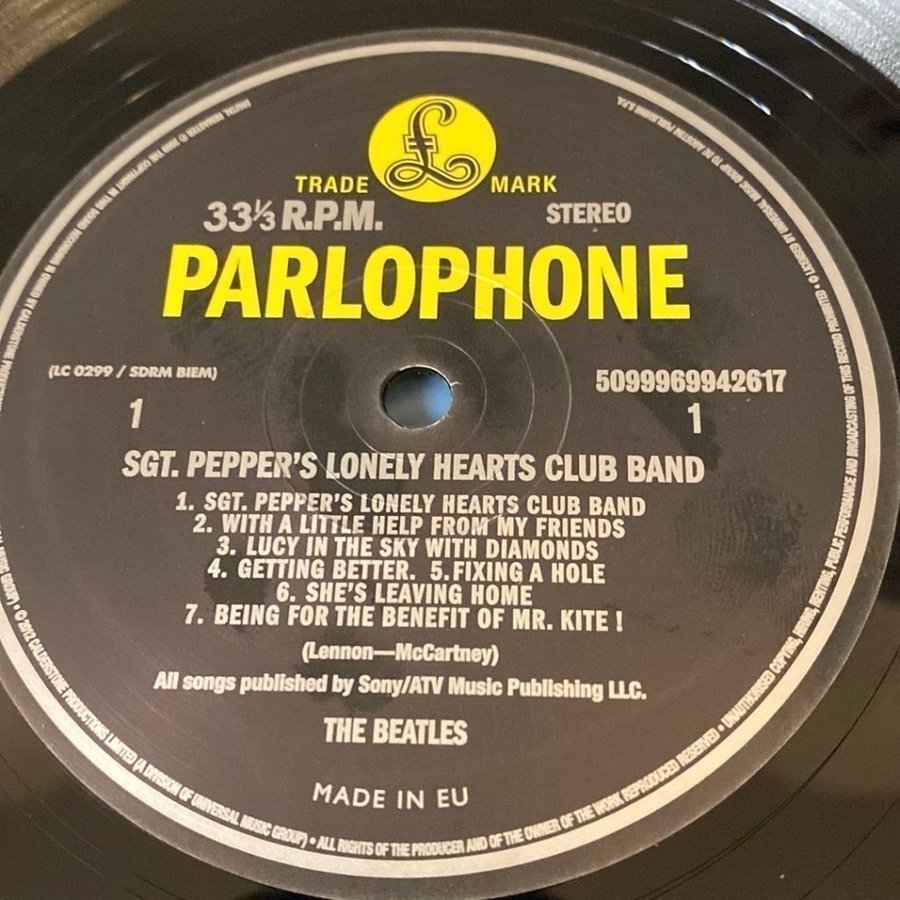 TRADE £ MARK
33⅓ R.P.M. STEREO
PARLOPHONE
(LC 0299 / SDRM BIEM) 5099969942617
1 1
SGT. PEPPER'S LONELY HEARTS CLUB BAND
1. SGT. PEPPER'S LONELY HEARTS CLUB BAND
2. WITH A LITTLE HELP FROM MY FRIENDS
3. LUCY IN THE SKY WITH DIAMONDS
4. GETTING BETTER. 5. FIXING A HOLE
6. SHE'S LEAVING HOME
7. BEING FOR THE BENEFIT OF MR. KITE !
(Lennon—McCartney)
All songs published by Sony/ATV Music Publishing LLC.
THE BEATLES
MADE IN EU
℗ 2012 CALDERSTONE PRODUCTIONS LIMITED (A DIVISION OF UNIVERSAL MUSIC GROUP) • ALL RIGHTS OF THE PRODUCER AND OF THE OWNER OF THE WORK REPRODUCED RESERVED • UNAUTHORISED COPYING, HIRING, RENTING, PUBLIC PERFORMANCE AND BROADCASTING OF THIS RECORD PROHIBITED •